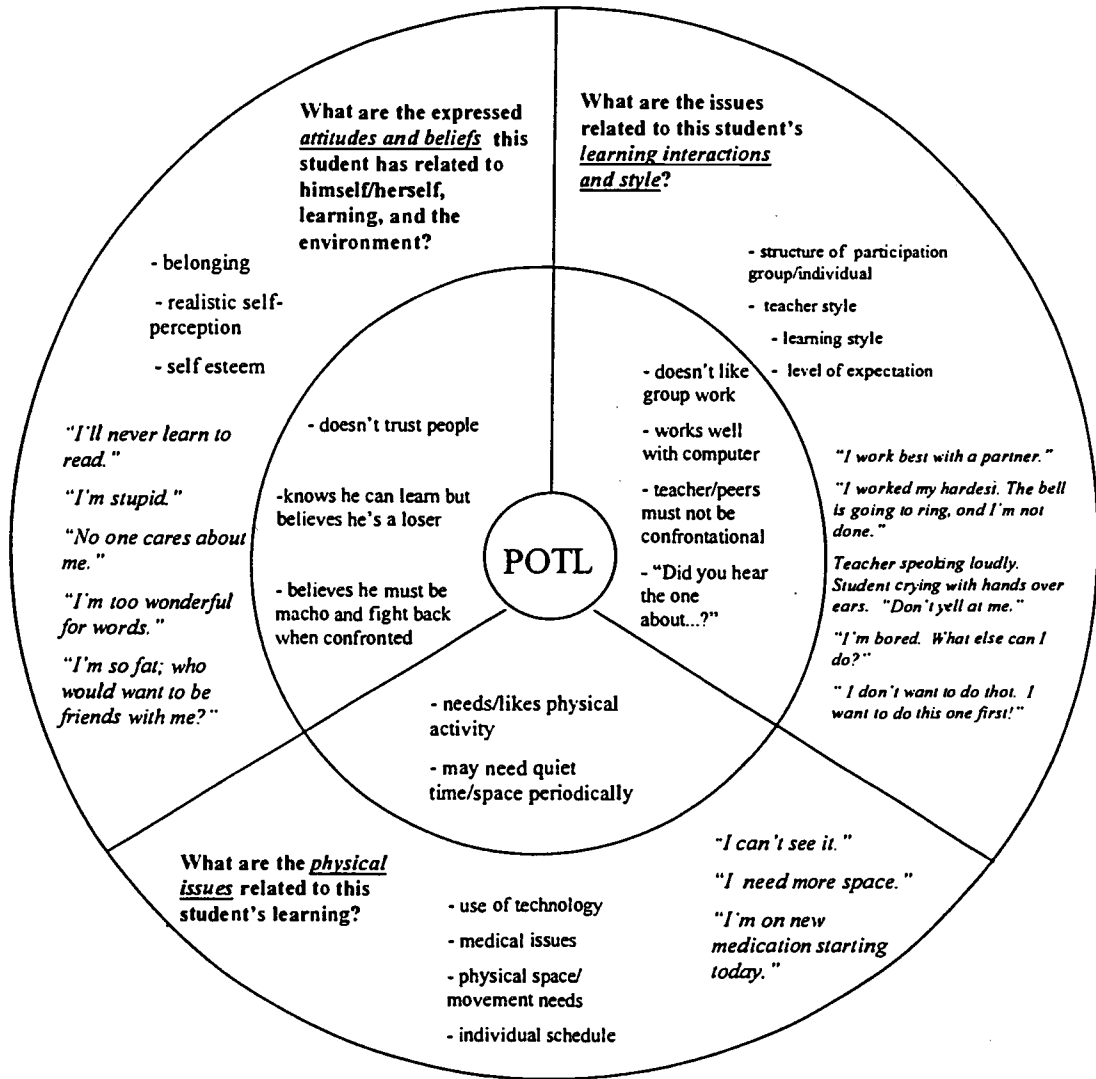 What are the expressed
attitudes and beliefs this
student has related to
himself/herself,
learning, and the
environment?
- belonging
- realistic self-
perception
- self esteem
"I'll never learn to
read."
"I'm stupid."
"No one cares about
me."
"I'm too wonderful
for words."
"I'm so fat; who
would want to be
friends with me?"
- doesn't trust people
-knows he can learn but
believes he's a loser
- believes he must be
macho and fight back
when confronted
What are the issues
related to this student's
learning interactions
and style?
- structure of participation
group/individual
- teacher style
- learning style
- level of expectation
- doesn't like
group work
- works well
with computer
- teacher/peers
must not be
confrontational
- "Did you hear
the one
about...?"
"I work best with a partner."
"I worked my hardest. The bell
is going to ring, and I'm not
done."
Teacher speaking loudly.
Student crying with hands over
ears. "Don't yell at me."
"I'm bored. What else can I
do?"
" I don't want to do that. I
want to do this one first!"
POTL
- needs/likes physical
activity
- may need quiet
time/space periodically
What are the physical
issues related to this
student's learning?
- use of technology
- medical issues
- physical space/
movement needs
- individual schedule
"I can't see it."
"I need more space."
"I'm on new
medication starting
today."